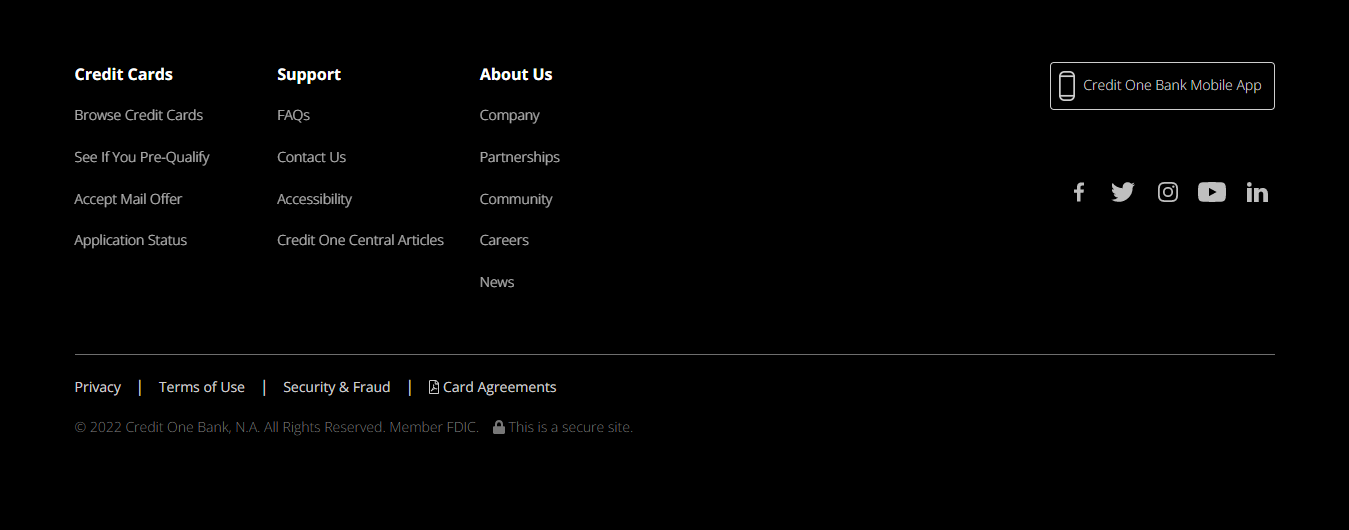 Credit Cards
Browse Credit Cards
See If You Pre-Qualify
Accept Mail Offer
Application Status
Support
FAQs
Contact Us
Accessibility
Credit One Central Articles
About Us
Company
Partnerships
Community
Careers
News
Credit One Bank Mobile App
Privacy | Terms of Use | Security & Fraud | Card Agreements
© 2022 Credit One Bank, N.A. All Rights Reserved. Member FDIC. This is a secure site.